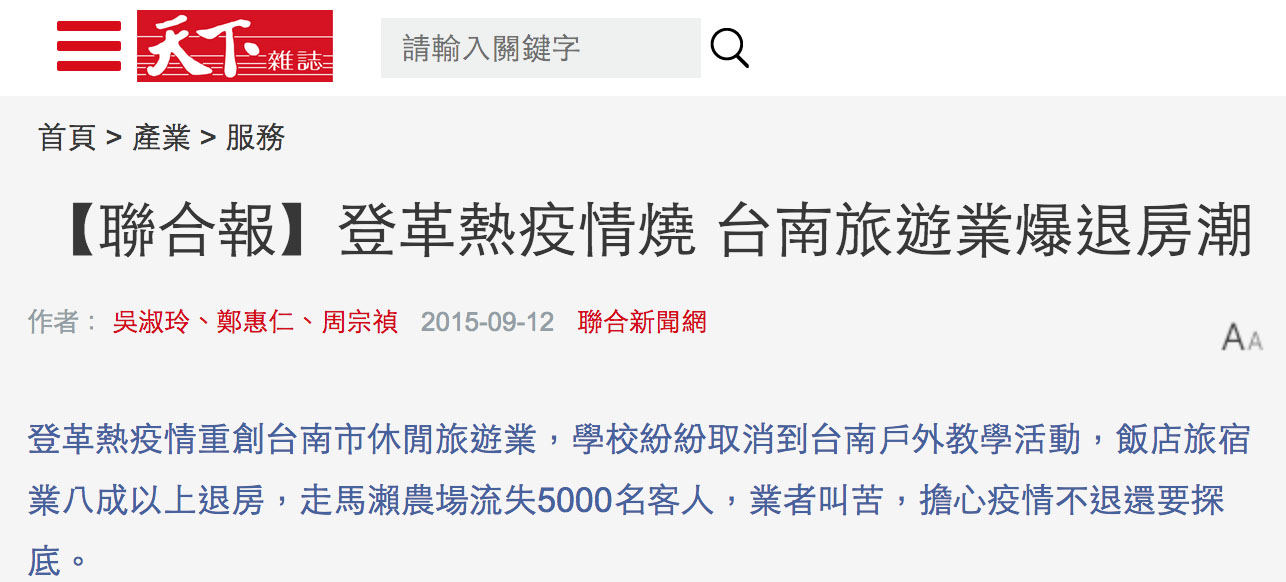 天下雜誌
請輸入關鍵字
首頁 > 產業 > 服務
【聯合報】登革熱疫情燒 台南旅遊業爆退房潮
作者： 吳淑玲、鄭惠仁、周宗禎 2015-09-12 聯合新聞網
AA
登革熱疫情重創台南市休閒旅遊業，學校紛紛取消到台南戶外教學活動，飯店旅宿
業八成以上退房，走馬瀨農場流失5000名客人，業者叫苦，擔心疫情不退還要探
底。